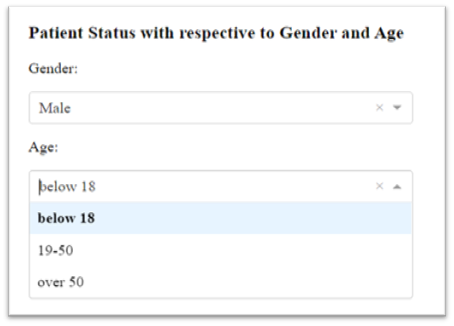 Patient Status with respective to Gender and Age
Gender:
Male
Age:
below 18
below 18
19-50
over 50